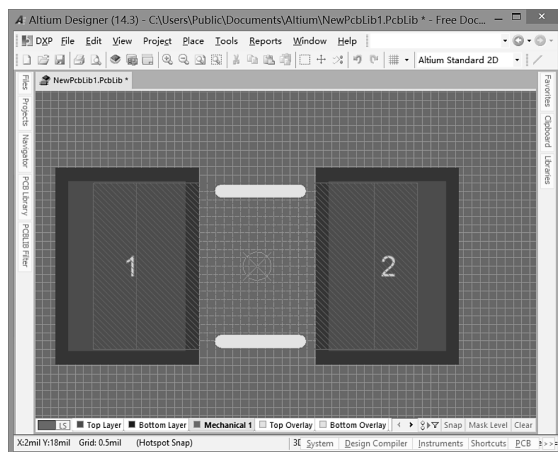 Altium Designer (14.3) - C:\Users\Public\Documents\Altium\NewPcbLib1.PcbLib * - Free Doc...
DXP File Edit View Project Place Tools Reports Window Help
Altium Standard 2D
NewPcbLib1.PcbLib *
Files
Projects
Navigator
PCB Library
PCBLIB Filter
1
2
Favorites
Clipboard
Libraries
LS Top Layer Bottom Layer Mechanical 1 Top Overlay Bottom Overlay Snap Mask Level Clear
X:2mil Y:18mil Grid: 0.5mil (Hotspot Snap) System Design Compiler Instruments Shortcuts PCB